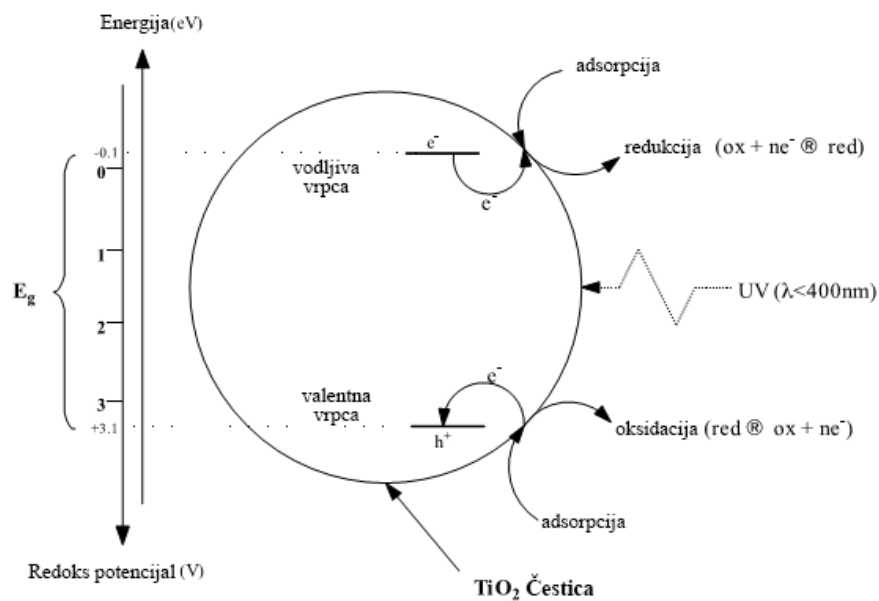 Energija(eV)
adsorpcija
-0.1
e⁻
redukcija (ox + ne⁻ ® red)
0
vodljiva
vrpca
e⁻
1
E_g
UV (λ<400nm)
2
valentna
vrpca
e⁻
3
+3.1
h⁺
oksidacija (red ® ox + ne⁻)
adsorpcija
Redoks potencijal (V)
TiO₂ Čestica